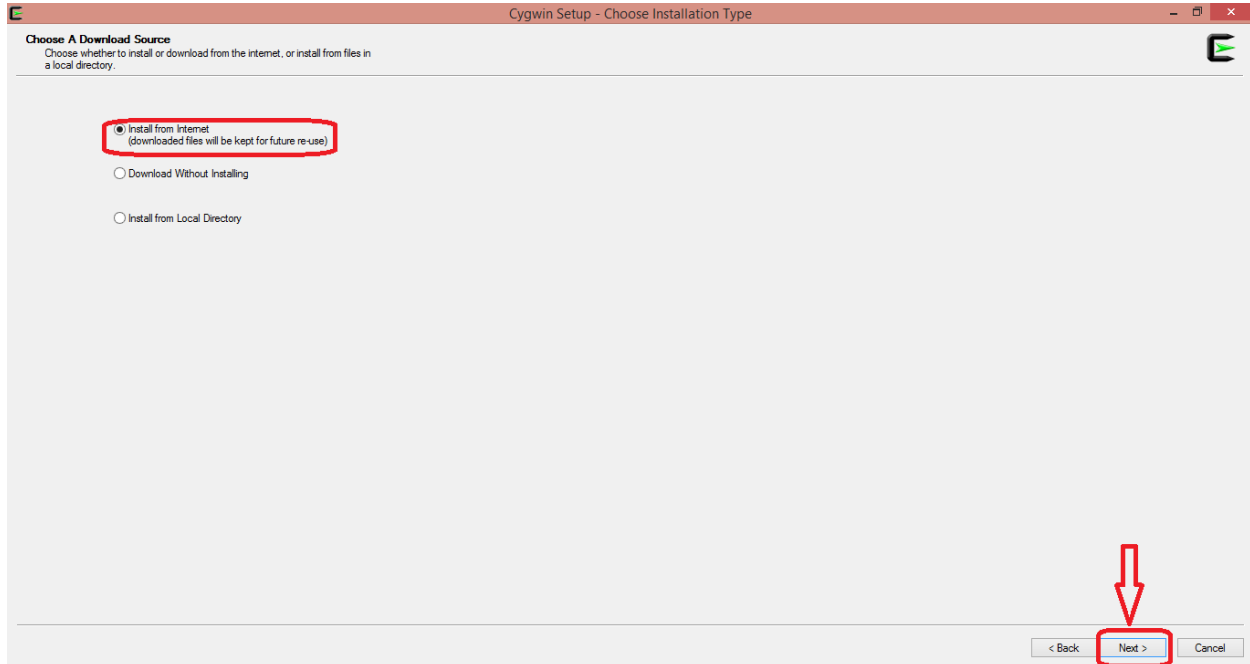 Cygwin Setup - Choose Installation Type
Choose A Download Source
Choose whether to install or download from the internet, or install from files in
a local directory.
Install from Internet
(downloaded files will be kept for future re-use)
Download Without Installing
Install from Local Directory
< Back
Next >
Cancel